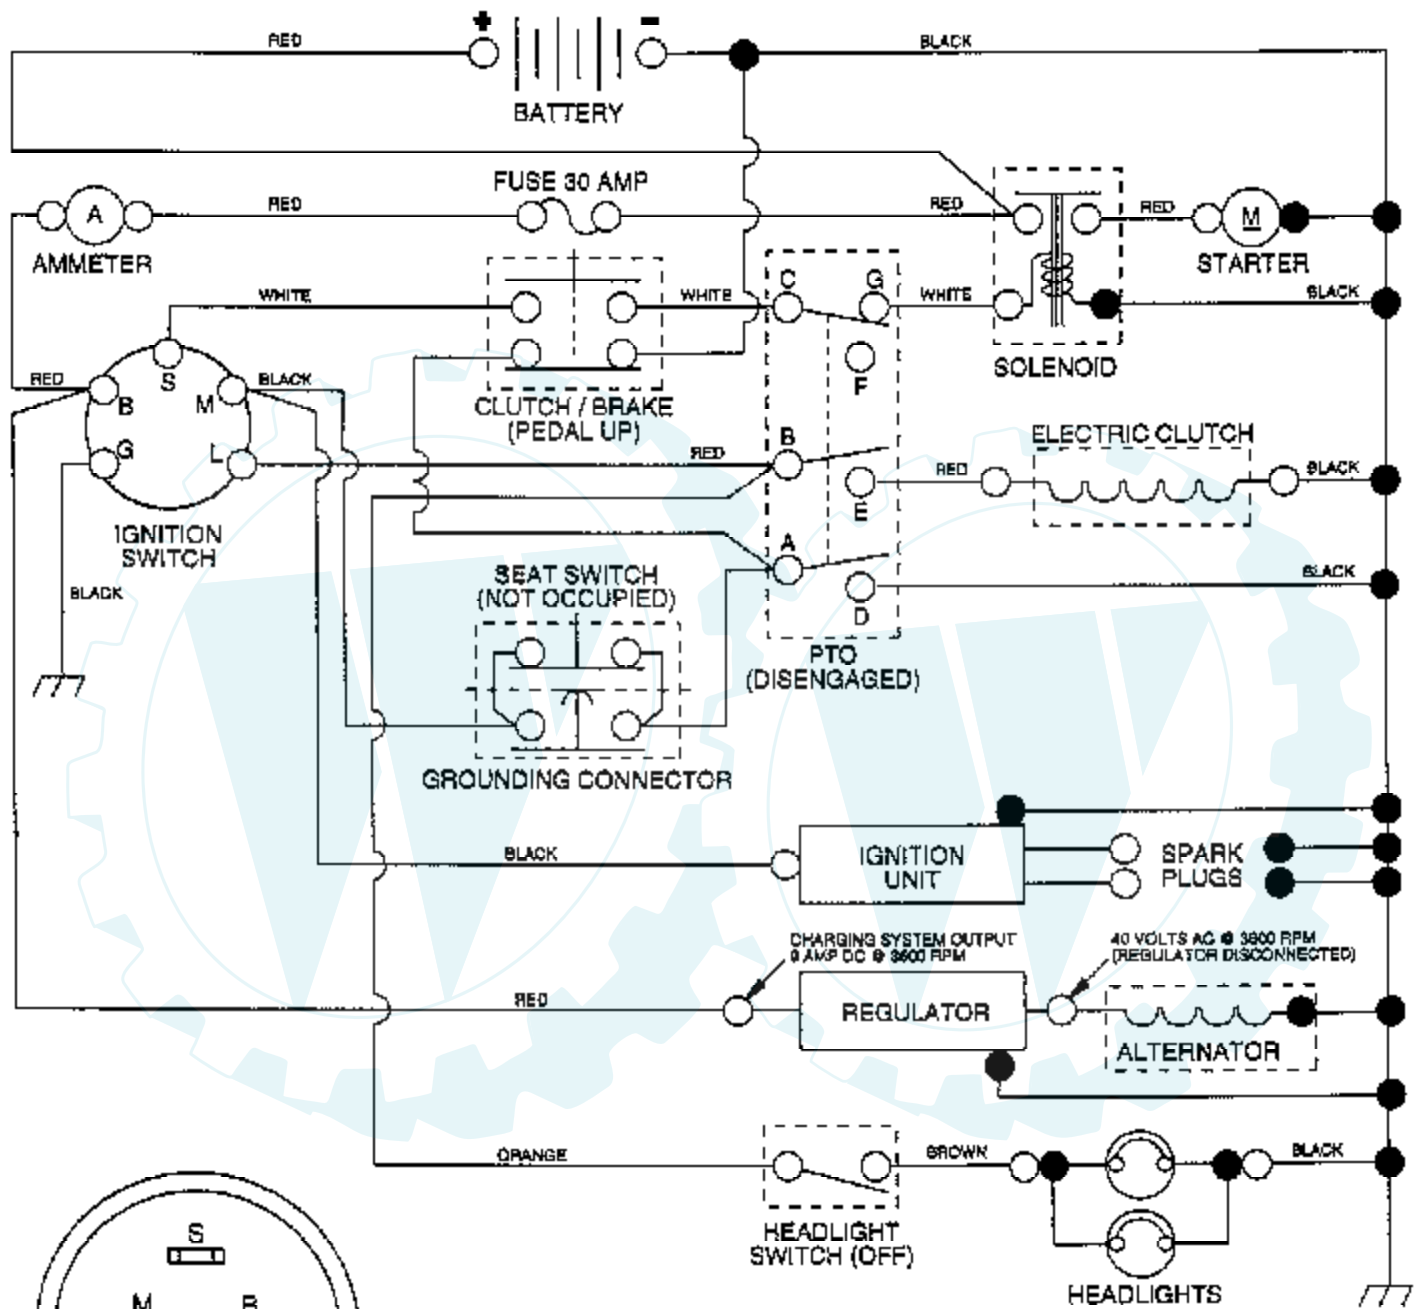 + -
RED
BLACK
BATTERY
FUSE 30 AMP
RED
RED
RED
A
M
AMMETER
STARTER
WHITE
WHITE
C
G
WHITE
BLACK
SOLENOID
S
RED
B
M
BLACK
F
CLUTCH / BRAKE
(PEDAL UP)
G
L
RED
B
ELECTRIC CLUTCH
RED
BLACK
E
IGNITION
SWITCH
A
SEAT SWITCH
(NOT OCCUPIED)
BLACK
BLACK
D
PTO
(DISENGAGED)
GROUNDING CONNECTOR
BLACK
IGNITION
UNIT
SPARK
PLUGS
CHARGING SYSTEM OUTPUT
9 AMP DC @ 3600 RPM
40 VOLTS AC @ 3600 RPM
(REGULATOR DISCONNECTED)
RED
REGULATOR
ALTERNATOR
ORANGE
BROWN
BLACK
HEADLIGHT
SWITCH (OFF)
HEADLIGHTS
S
M
B